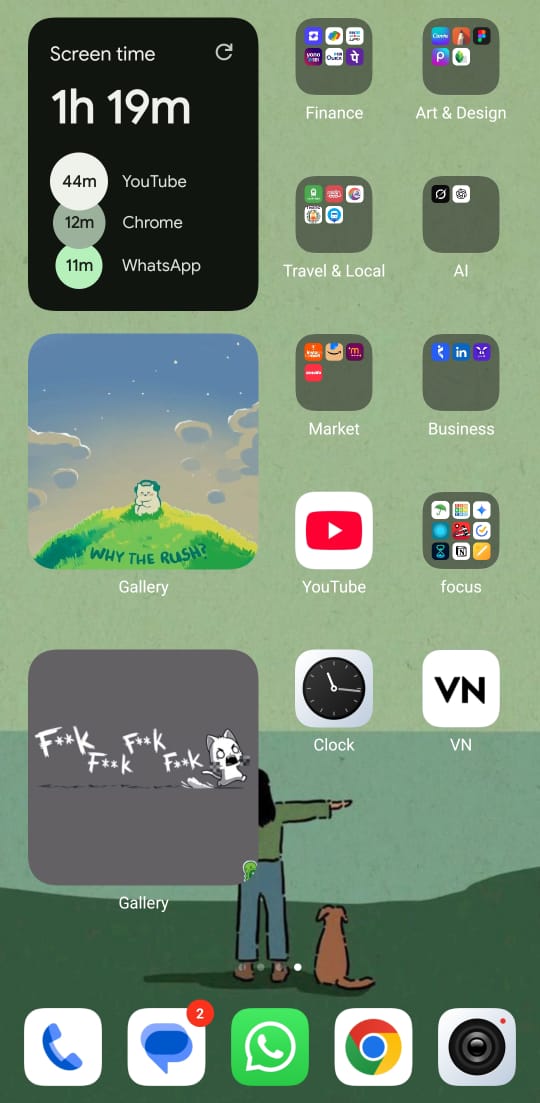 Screen time
1h 19m
44m YouTube
12m Chrome
11m WhatsApp
Finance
Art & Design
Travel & Local
AI
Market
Business
WHY THE RUSH?
Gallery
YouTube
focus
F**K F**K F**K F**K
Clock
VN
VN
Gallery
2